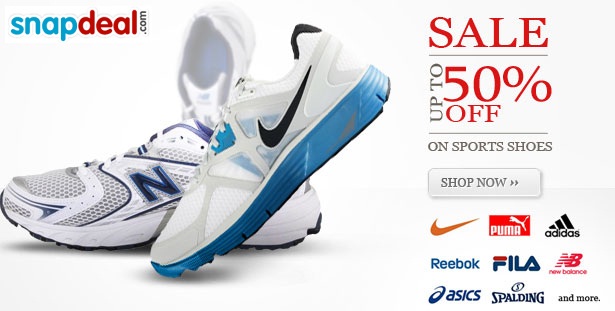 snapdeal.com
SALE
UP TO
50%
OFF
ON SPORTS SHOES
SHOP NOW ››
N
PUMA adidas
Reebok FILA new balance
asics SPALDING and more.